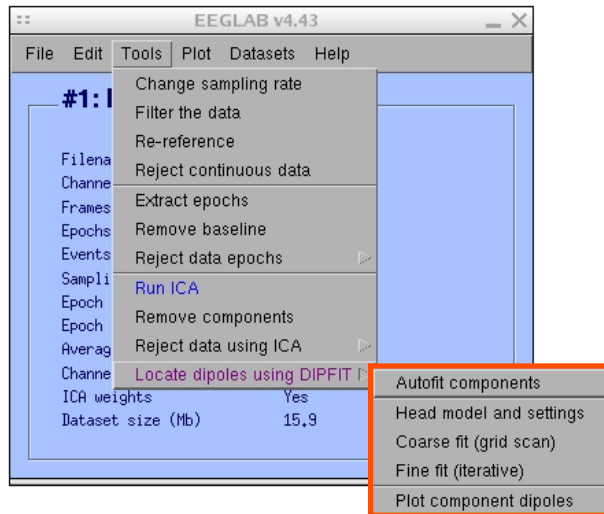 EEGLAB v4.43
File Edit Tools Plot Datasets Help
#1:
Change sampling rate
Filter the data
Re-reference
Reject continuous data
Extract epochs
Remove baseline
Reject data epochs
Run ICA
Remove components
Reject data using ICA
Locate dipoles using DIPFIT
Filena
Channe
Frames
Epochs
Events
Sampli
Epoch
Epoch
Averag
Channe
ICA weights Yes
Dataset size (Mb) 15.9
Autofit components
Head model and settings
Coarse fit (grid scan)
Fine fit (iterative)
Plot component dipoles